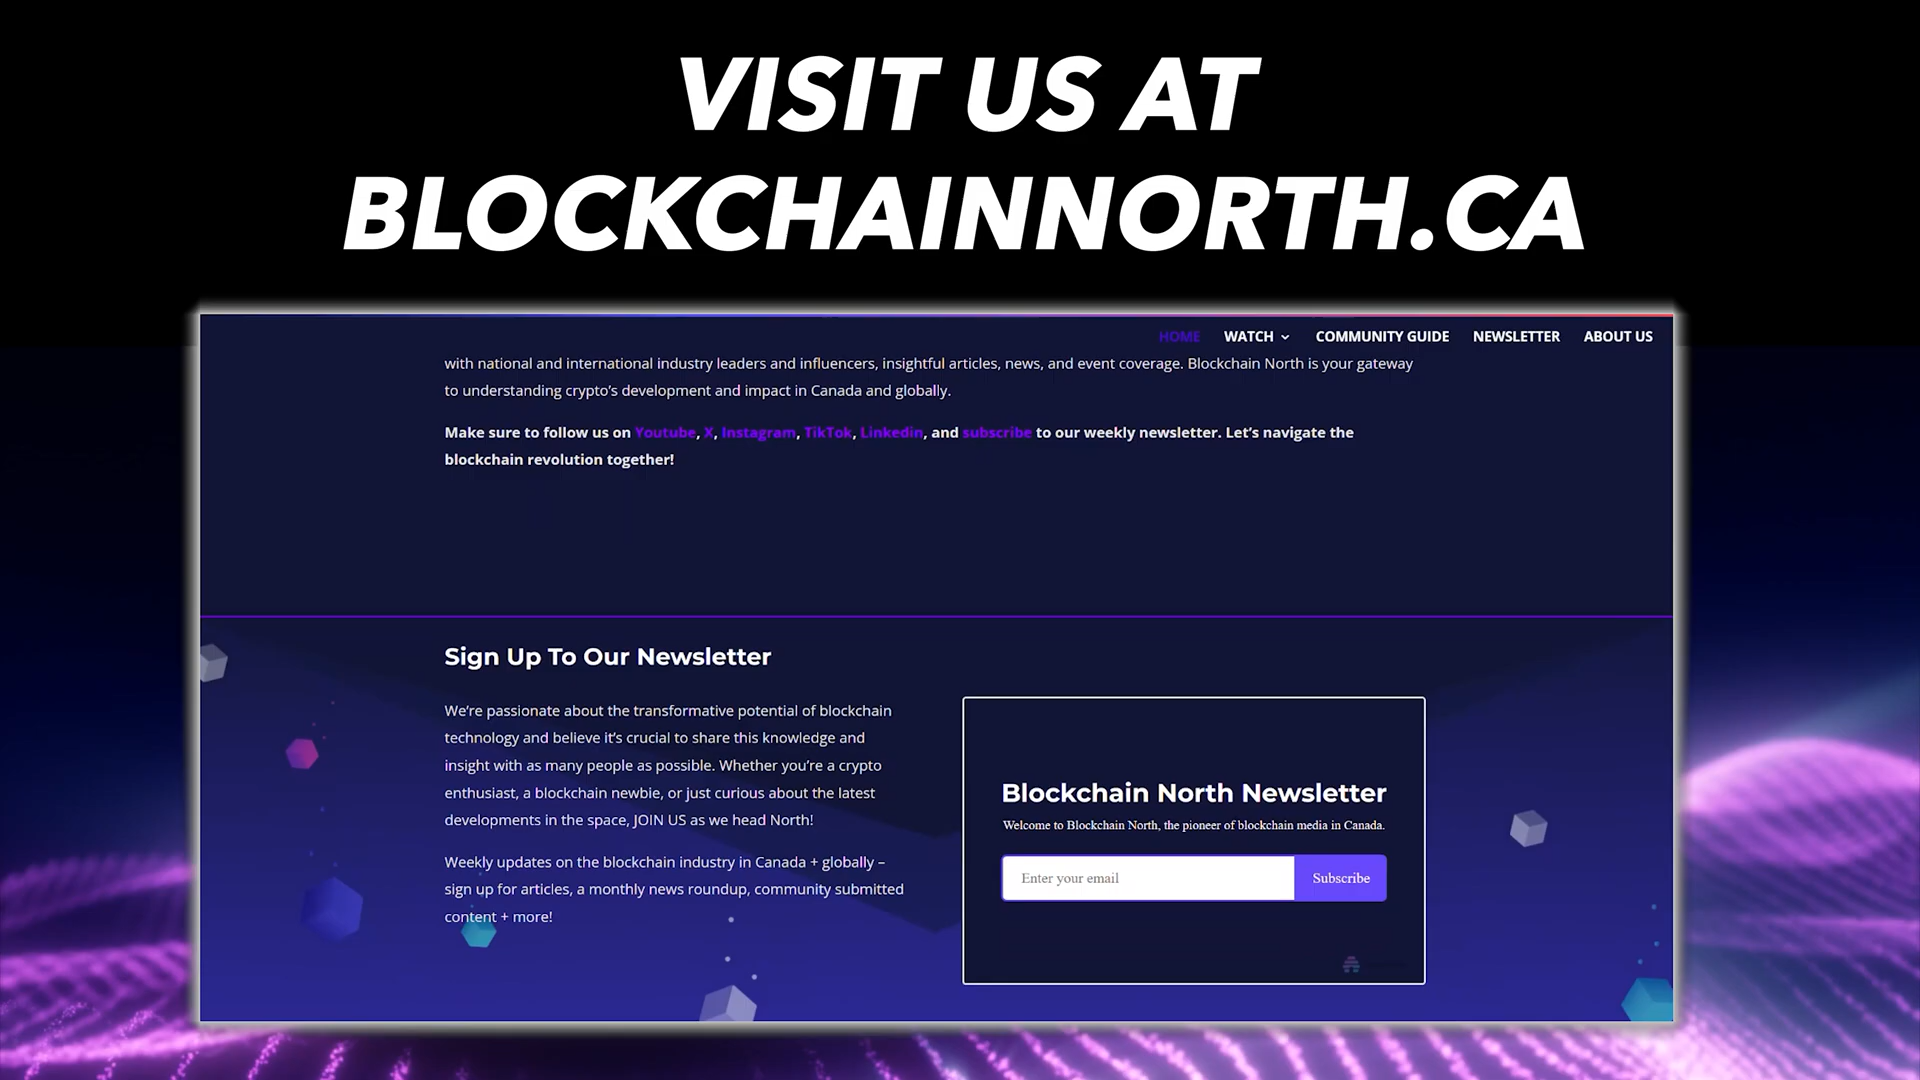 VISIT US AT
BLOCKCHAINNORTH.CA
HOME WATCH COMMUNITY GUIDE NEWSLETTER ABOUT US
with national and international industry leaders and influencers, insightful articles, news, and event coverage. Blockchain North is your gateway
to understanding crypto’s development and impact in Canada and globally.
Make sure to follow us on Youtube, X, Instagram, TikTok, Linkedin, and subscribe to our weekly newsletter. Let’s navigate the
blockchain revolution together!
Sign Up To Our Newsletter
We’re passionate about the transformative potential of blockchain
technology and believe it’s crucial to share this knowledge and
insight with as many people as possible. Whether you’re a crypto
enthusiast, a blockchain newbie, or just curious about the latest
developments in the space, JOIN US as we head North!
Weekly updates on the blockchain industry in Canada + globally –
sign up for articles, a monthly news roundup, community submitted
content + more!
Blockchain North Newsletter
Welcome to Blockchain North, the pioneer of blockchain media in Canada.
Enter your email
Subscribe